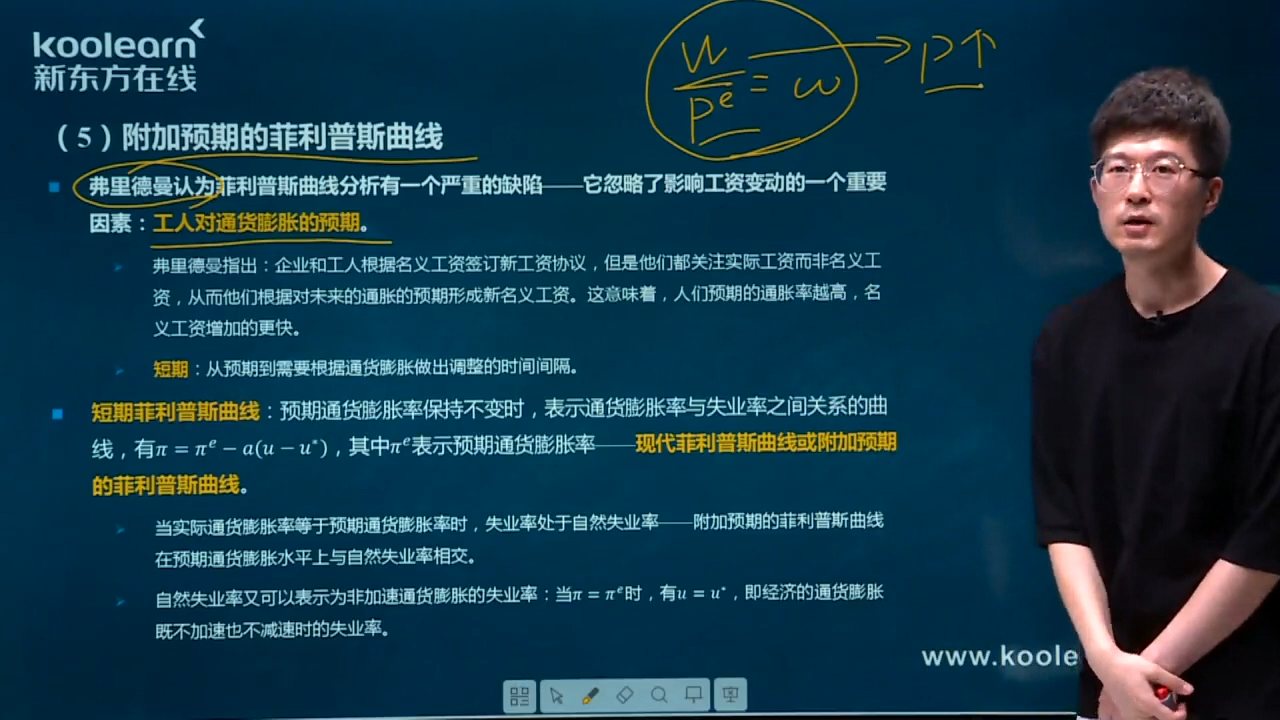 koolearn
新东方在线
W/P^e = w → P↑
（5）附加预期的菲利普斯曲线
弗里德曼认为菲利普斯曲线分析有一个严重的缺陷——它忽略了影响工资变动的一个重要
因素：工人对通货膨胀的预期。
弗里德曼指出：企业和工人根据名义工资签订新工资协议，但是他们都关注实际工资而非名义工
资，从而他们根据对未来的通胀的预期形成新名义工资。这意味着，人们预期的通胀率越高，名
义工资增加的更快。
短期：从预期到需要根据通货膨胀做出调整的时间间隔。
短期菲利普斯曲线：预期通货膨胀率保持不变时，表示通货膨胀率与失业率之间关系的曲
线，有π = π^e − a(u − u*)，其中π^e表示预期通货膨胀率——现代菲利普斯曲线或附加预期
的菲利普斯曲线。
当实际通货膨胀率等于预期通货膨胀率时，失业率处于自然失业率——附加预期的菲利普斯曲线
在预期通货膨胀水平上与自然失业率相交。
自然失业率又可以表示为非加速通货膨胀的失业率：当π = π^e时，有u = u*，即经济的通货膨胀
既不加速也不减速时的失业率。
www.koole